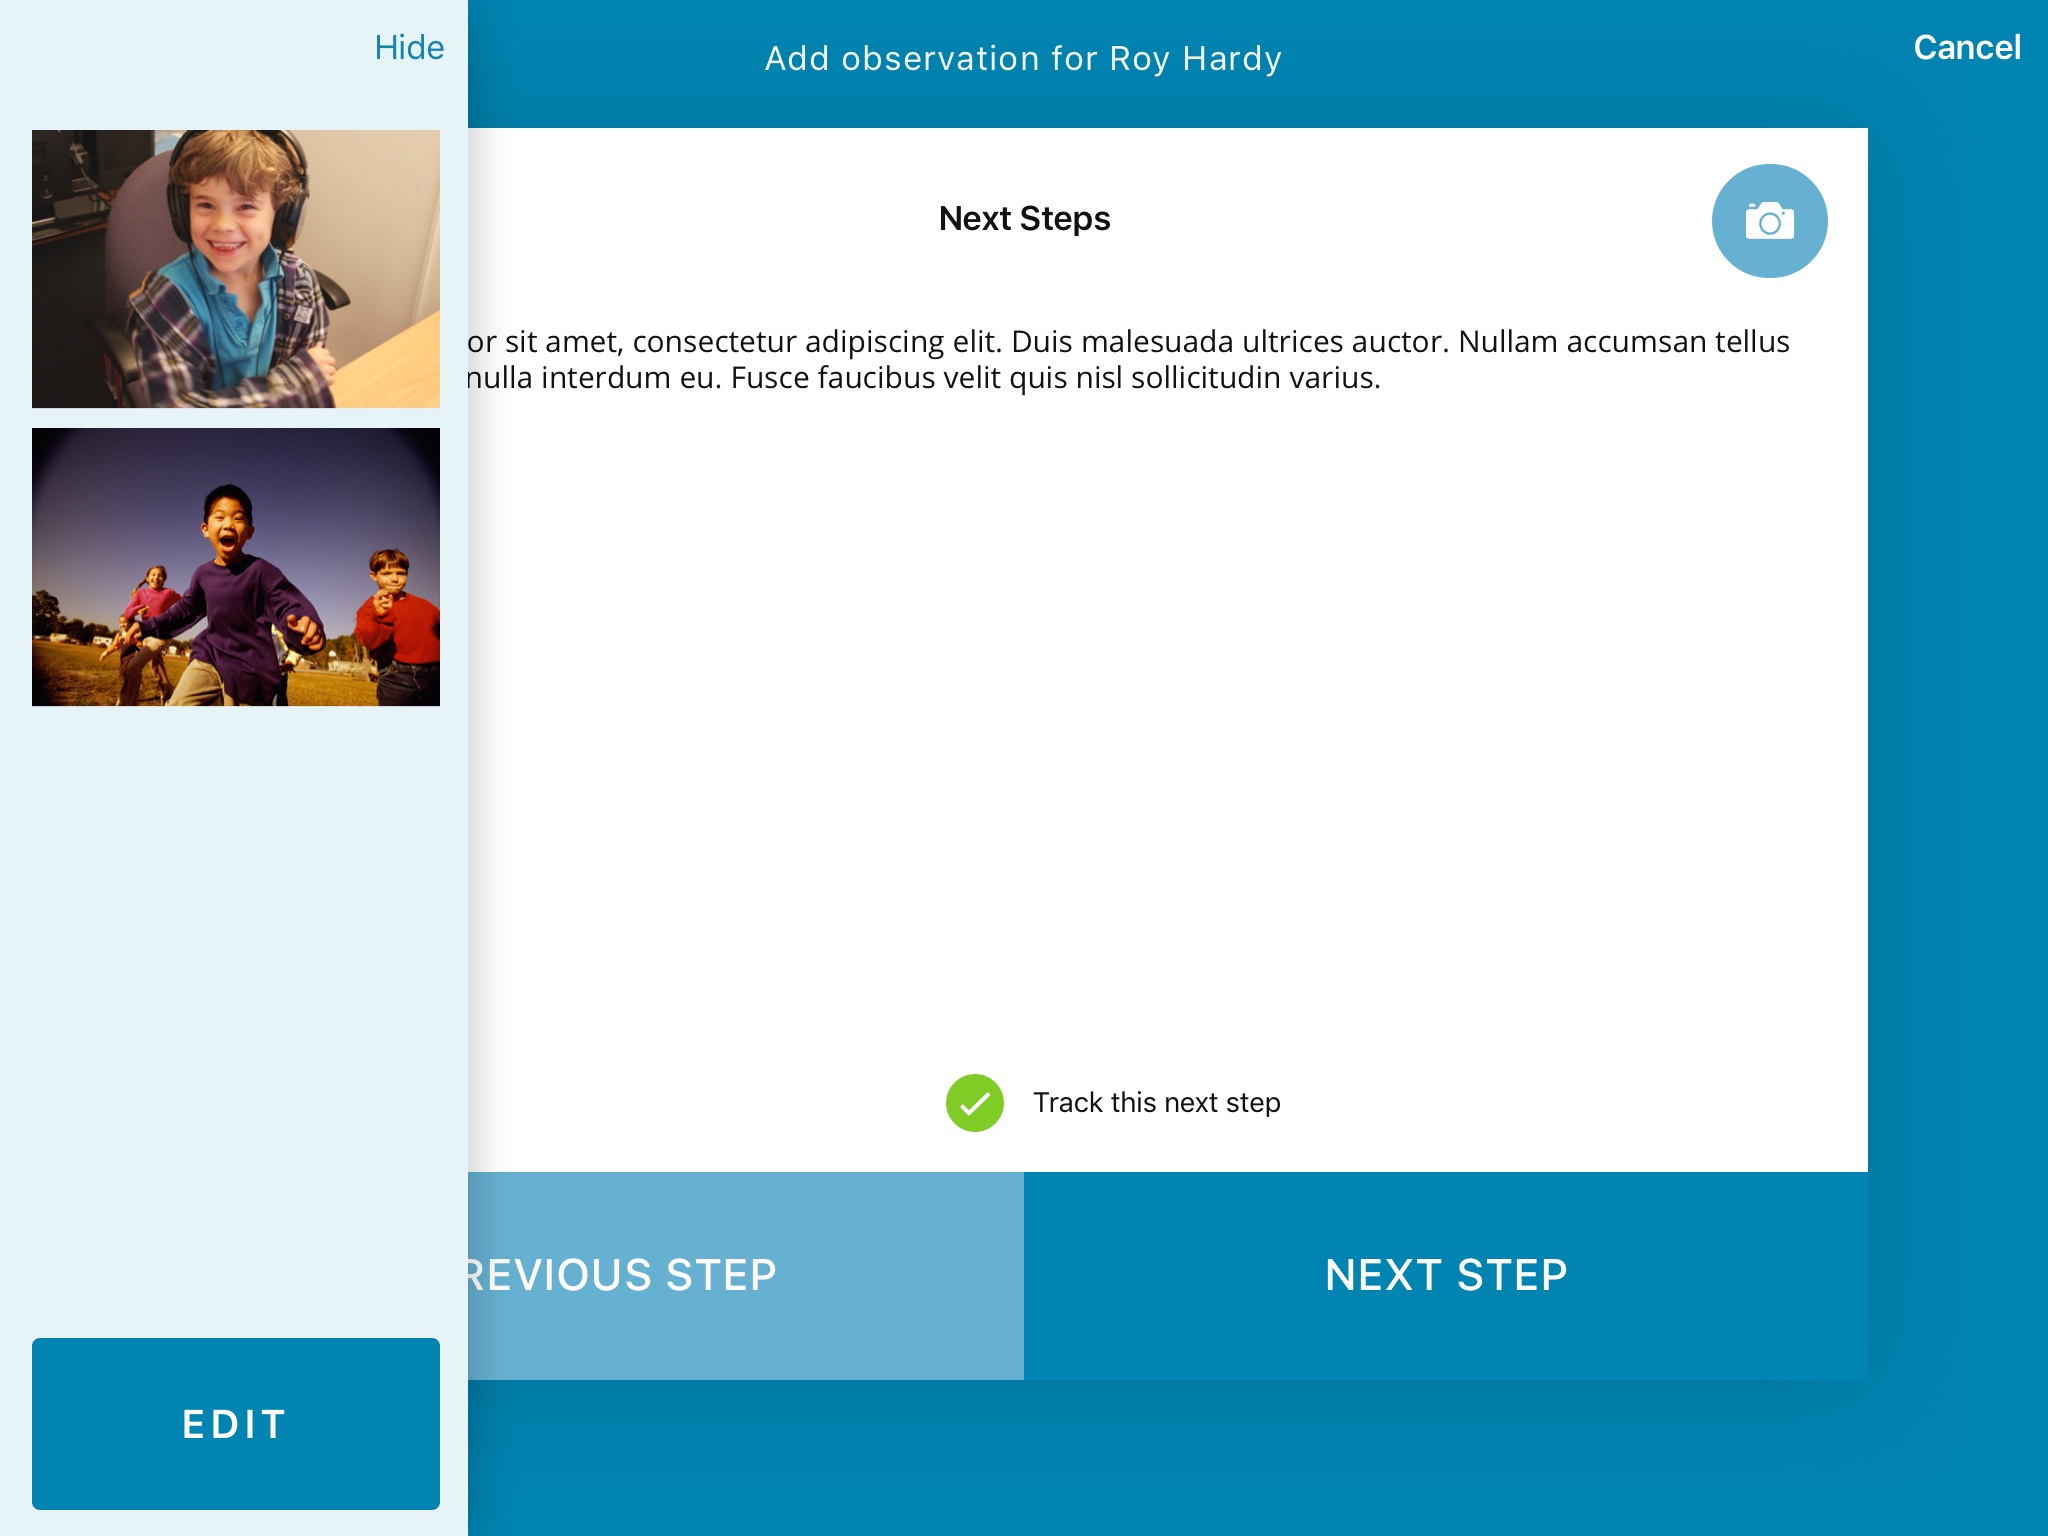 Hide
Add observation for Roy Hardy
Cancel
Next Steps
or sit amet, consectetur adipiscing elit. Duis malesuada ultrices auctor. Nullam accumsan tellus
nulla interdum eu. Fusce faucibus velit quis nisl sollicitudin varius.
Track this next step
REVIOUS STEP
NEXT STEP
EDIT